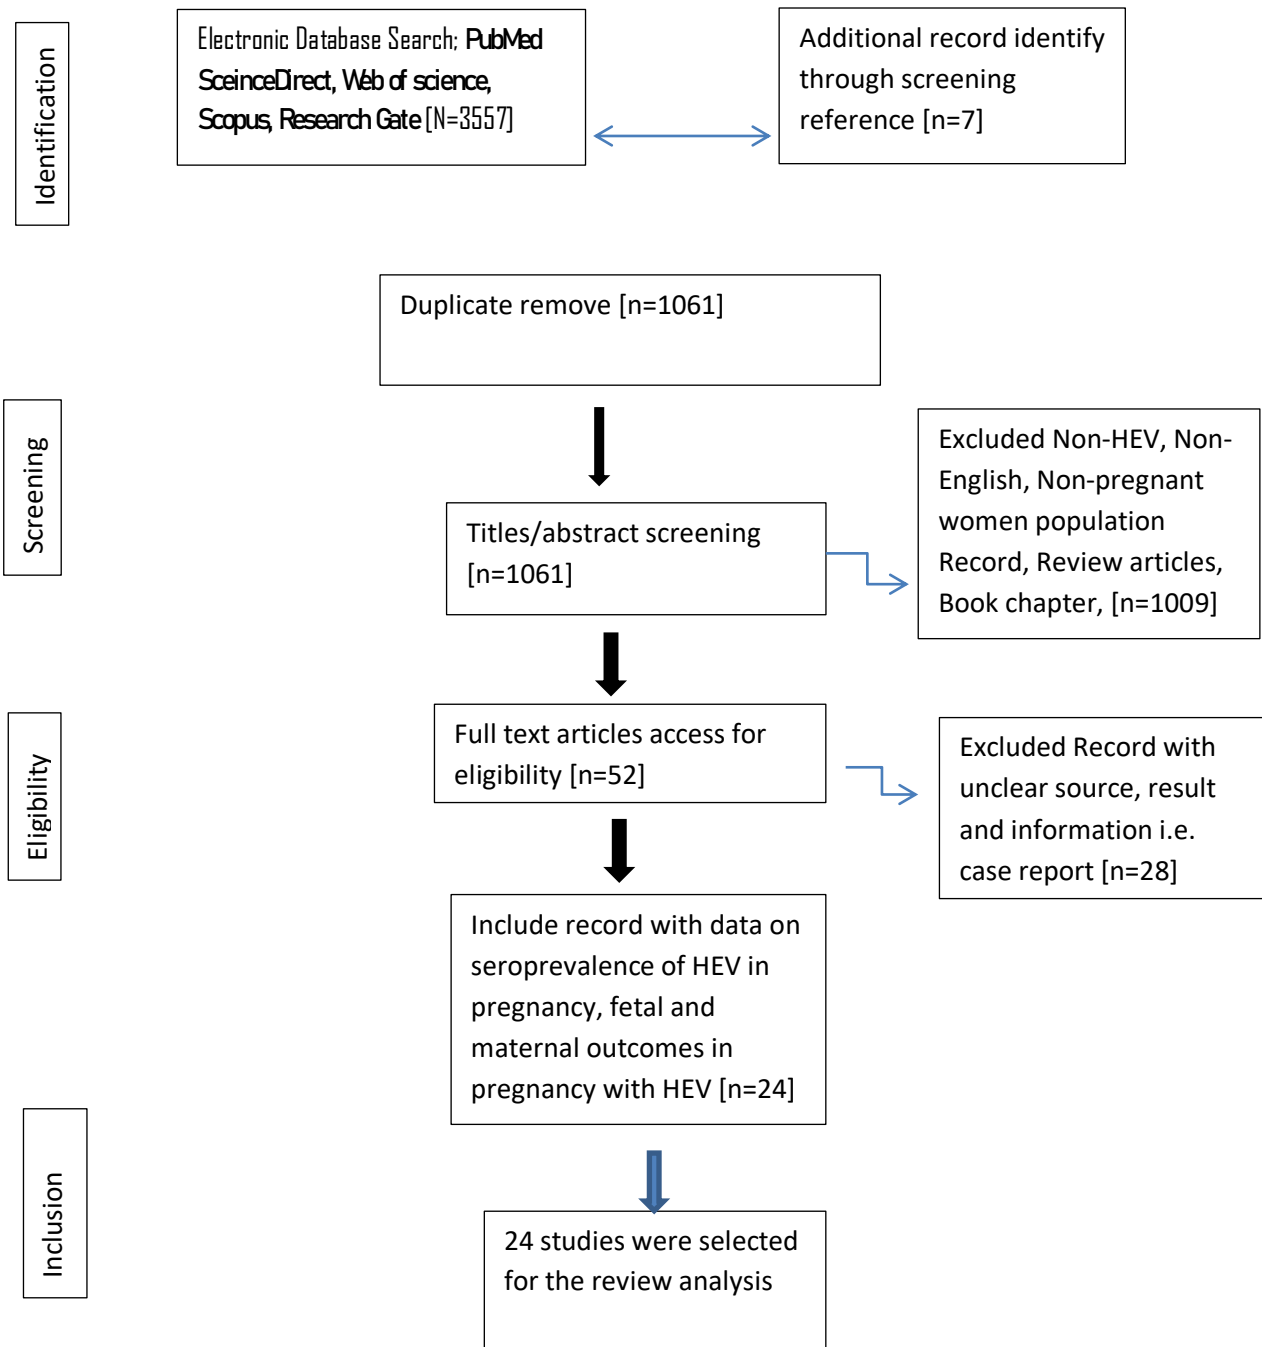 Identification
Electronic Database Search; PubMed
SceinceDirect, Web of science,
Scopus, Research Gate [N=3557]
Additional record identify
through screening
reference [n=7]
Duplicate remove [n=1061]
Screening
Titles/abstract screening
[n=1061]
Excluded Non-HEV, Non-
English, Non-pregnant
women population
Record, Review articles,
Book chapter, [n=1009]
Eligibility
Full text articles access for
eligibility [n=52]
Excluded Record with
unclear source, result
and information i.e.
case report [n=28]
Include record with data on
seroprevalence of HEV in
pregnancy, fetal and
maternal outcomes in
pregnancy with HEV [n=24]
Inclusion
24 studies were selected
for the review analysis